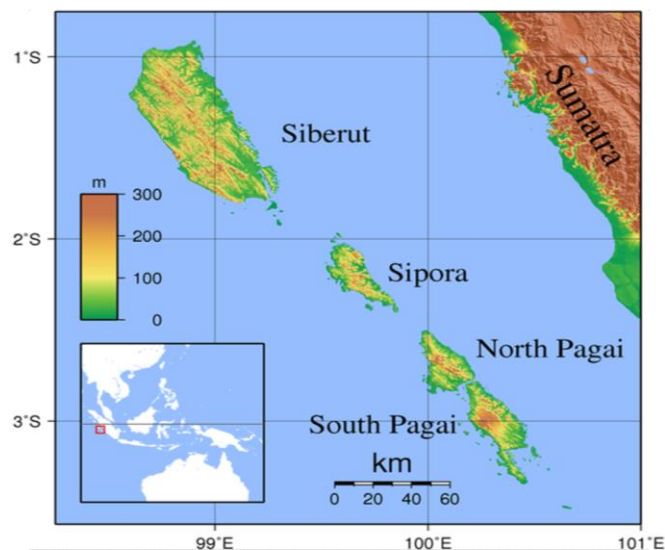 1°S
Siberut
Sumatra
m
300
200
100
0
2°S
Sipora
North Pagai
3°S
South Pagai
km
0 20 40 60
99°E
100°E
101°E